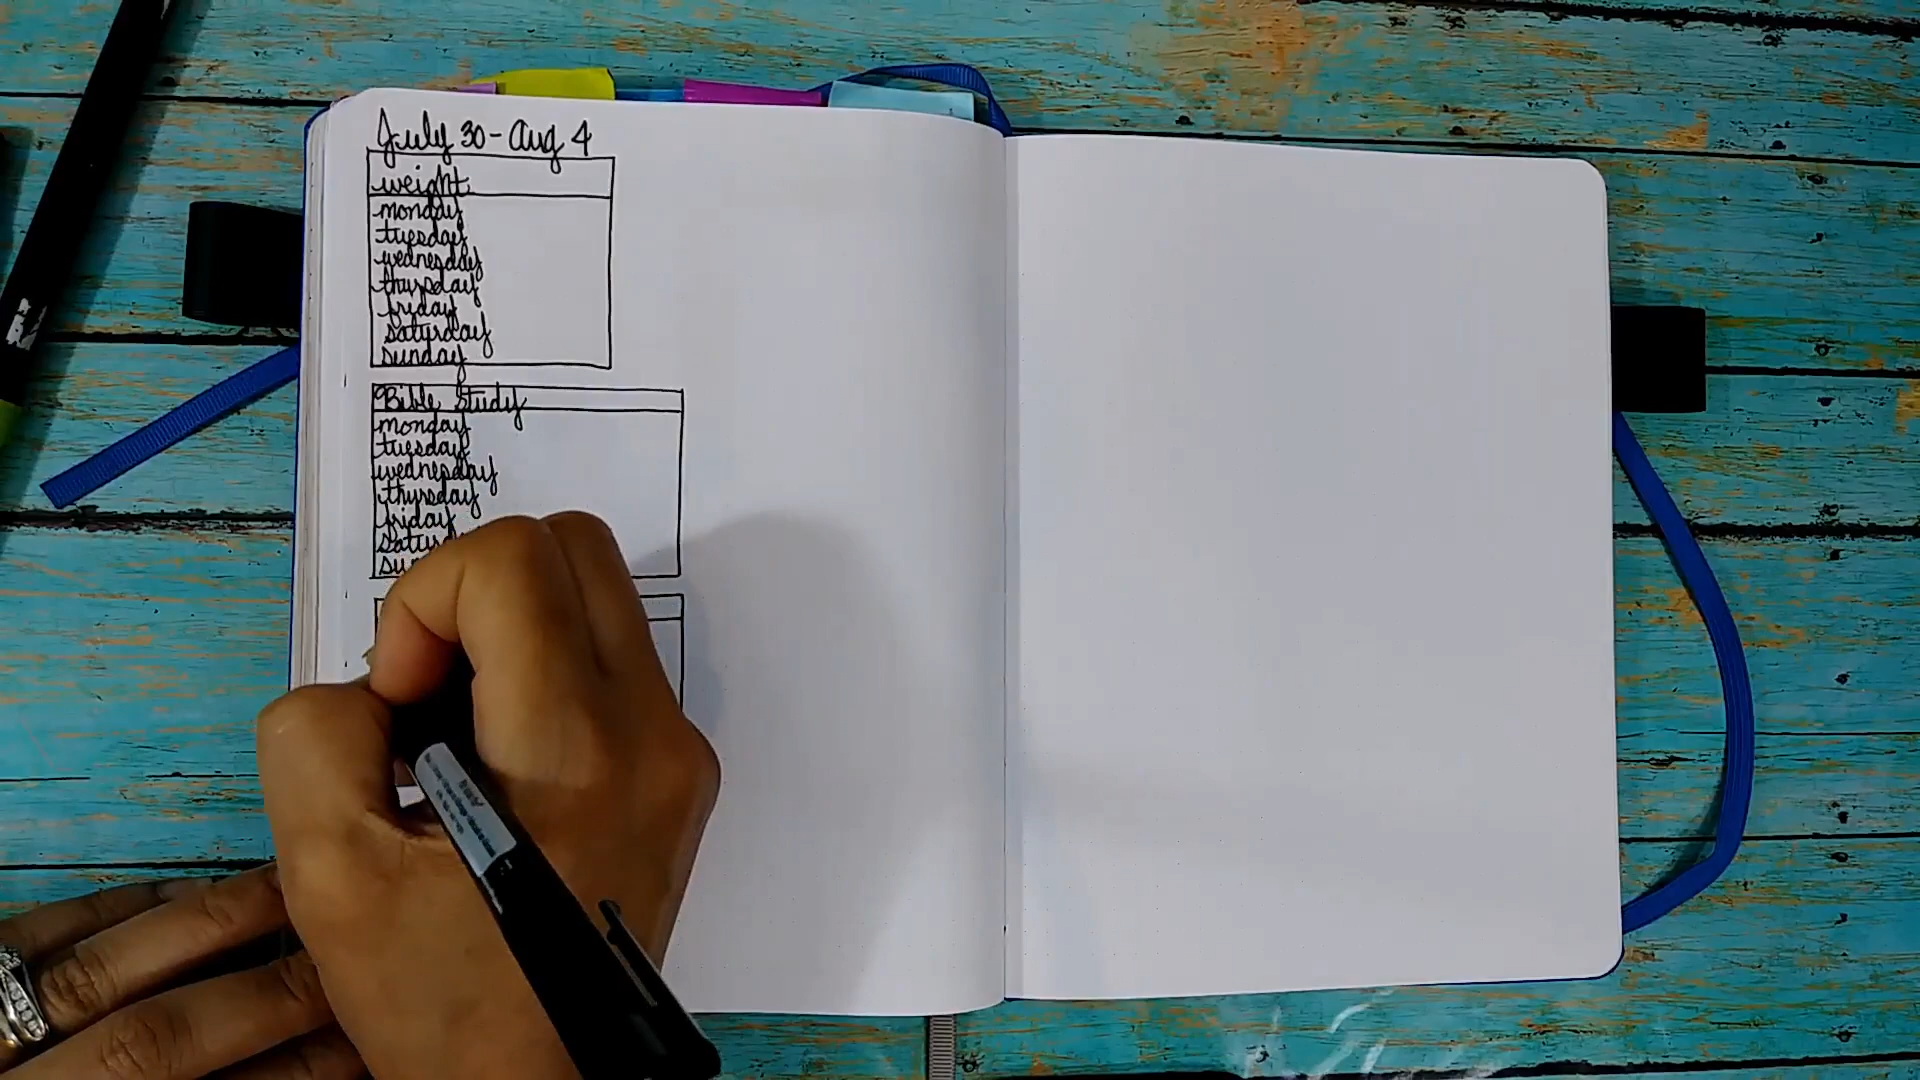 July 30 - Aug 4
weight
monday
tuesday
wednesday
thursday
friday
saturday
sunday
Bible Study
monday
tuesday
wednesday
thursday
friday